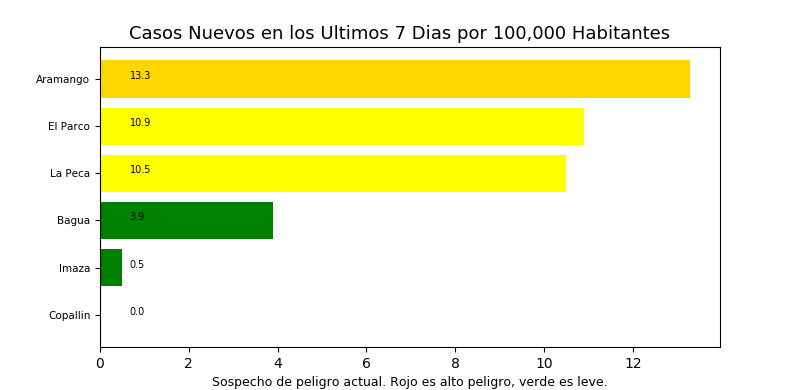 Casos Nuevos en los Ultimos 7 Dias por 100,000 Habitantes
Aramango 13.3
El Parco 10.9
La Peca 10.5
Bagua 3.9
Imaza 0.5
Copallin 0.0
0 2 4 6 8 10 12
Sospecho de peligro actual. Rojo es alto peligro, verde es leve.